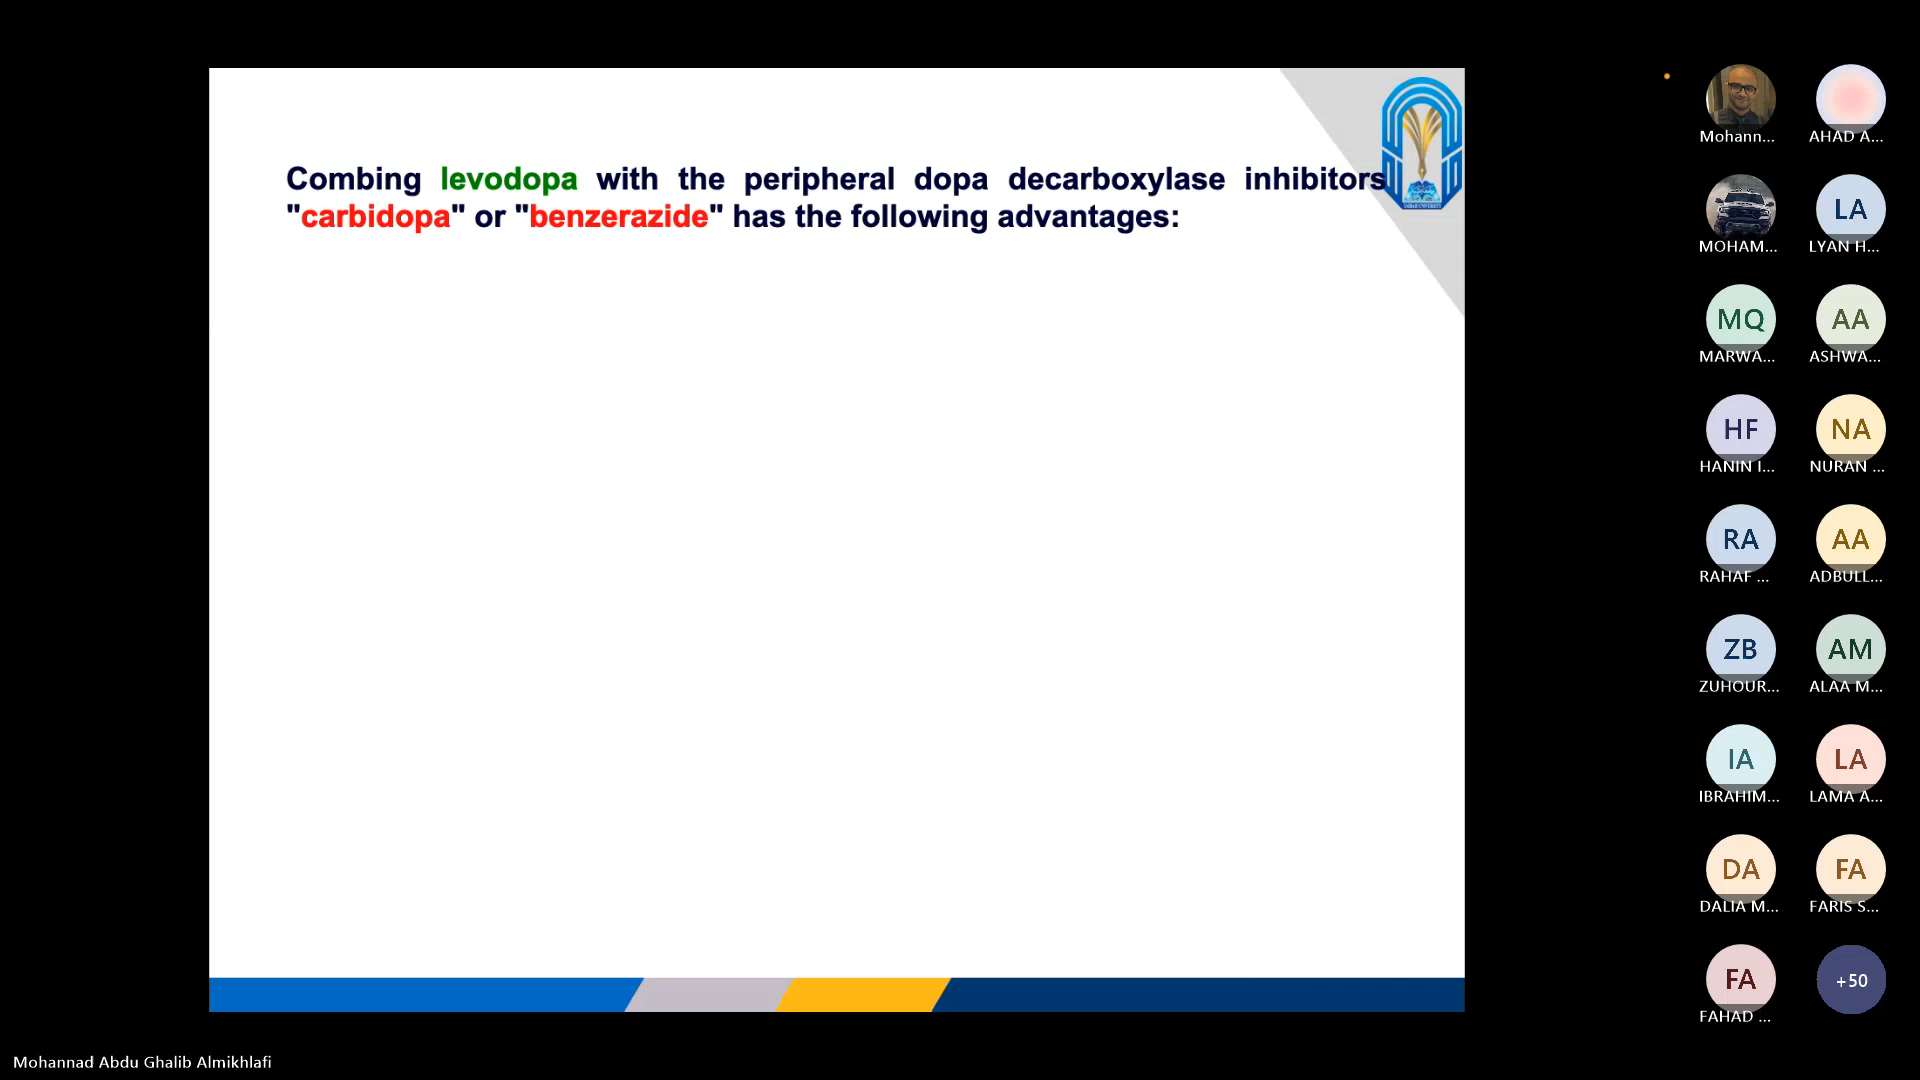 Combing levodopa with the peripheral dopa decarboxylase inhibitors
"carbidopa" or "benzerazide" has the following advantages:
Mohann...
AHAD A...
MOHAM...
LA
LYAN H...
MQ
MARWA...
AA
ASHWA...
HF
HANIN I...
NA
NURAN ...
RA
RAHAF ...
AA
ADBULL...
ZB
ZUHOUR...
AM
ALAA M...
IA
IBRAHIM...
LA
LAMA A...
DA
DALIA M...
FA
FARIS S...
FA
FAHAD ...
+50
Mohannad Abdu Ghalib Almikhlafi